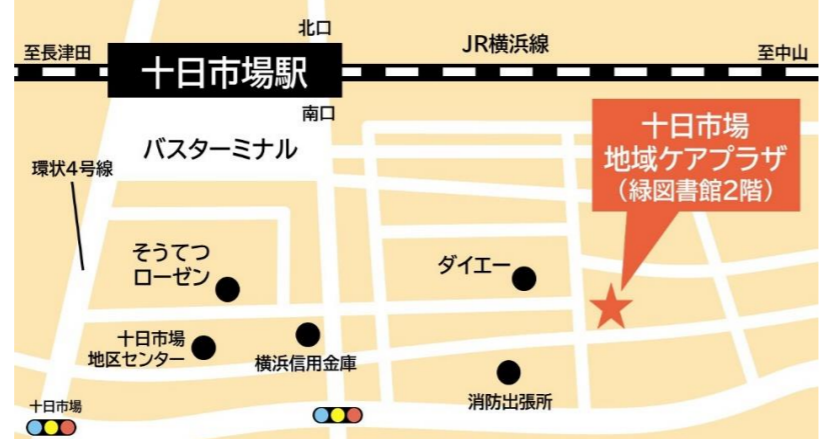 北口
JR横浜線
至長津田
至中山
十日市場駅
南口
バスターミナル
環状4号線
十日市場
地域ケアプラザ
（緑図書館2階）
そうてつ
ローゼン
ダイエー
十日市場
地区センター
横浜信用金庫
消防出張所
十日市場